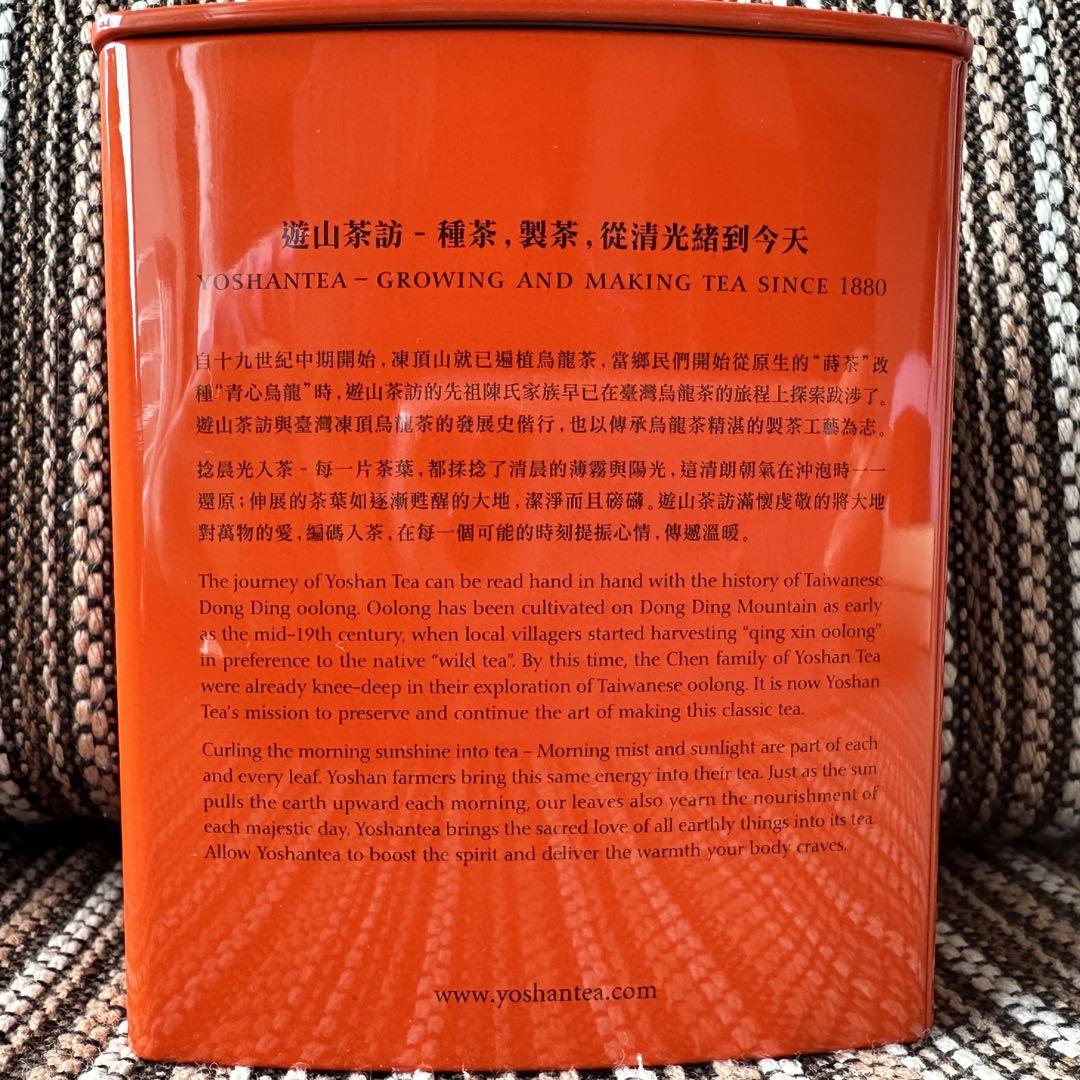 遊山茶訪 - 種茶,製茶,從清光緒到今天
YOSHANTEA – GROWING AND MAKING TEA SINCE 1880
自十九世紀中期開始,凍頂山就已遍植烏龍茶,當鄉民們開始從原生的“蒔茶”改
種“青心烏龍”時,遊山茶訪的先祖陳氏家族早已在臺灣烏龍茶的旅程上探索跋涉了。
遊山茶訪與臺灣凍頂烏龍茶的發展史偕行,也以傳承烏龍茶精湛的製茶工藝為志。
捻晨光入茶 - 每一片茶葉,都揉捻了清晨的薄霧與陽光,這清朗朝氣在沖泡時一一
還原;伸展的茶葉如逐漸甦醒的大地,潔淨而且磅礡。遊山茶訪滿懷虔敬的將大地
對萬物的愛,編碼入茶,在每一個可能的時刻提振心情,傳遞溫暖。
The journey of Yoshan Tea can be read hand in hand with the history of Taiwanese
Dong Ding oolong. Oolong has been cultivated on Dong Ding Mountain as early
as the mid-19th century, when local villagers started harvesting “qing xin oolong”
in preference to the native “wild tea”. By this time, the Chen family of Yoshan Tea
were already knee-deep in their exploration of Taiwanese oolong. It is now Yoshan
Tea's mission to preserve and continue the art of making this classic tea.
Curling the morning sunshine into tea – Morning mist and sunlight are part of each
and every leaf. Yoshan farmers bring this same energy into their tea. Just as the sun
pulls the earth upward each morning, our leaves also yearn the nourishment of
each majestic day. Yoshantea brings the sacred love of all earthly things into its tea
Allow Yoshantea to boost the spirit and deliver the warmth your body craves.
www.yoshantea.com